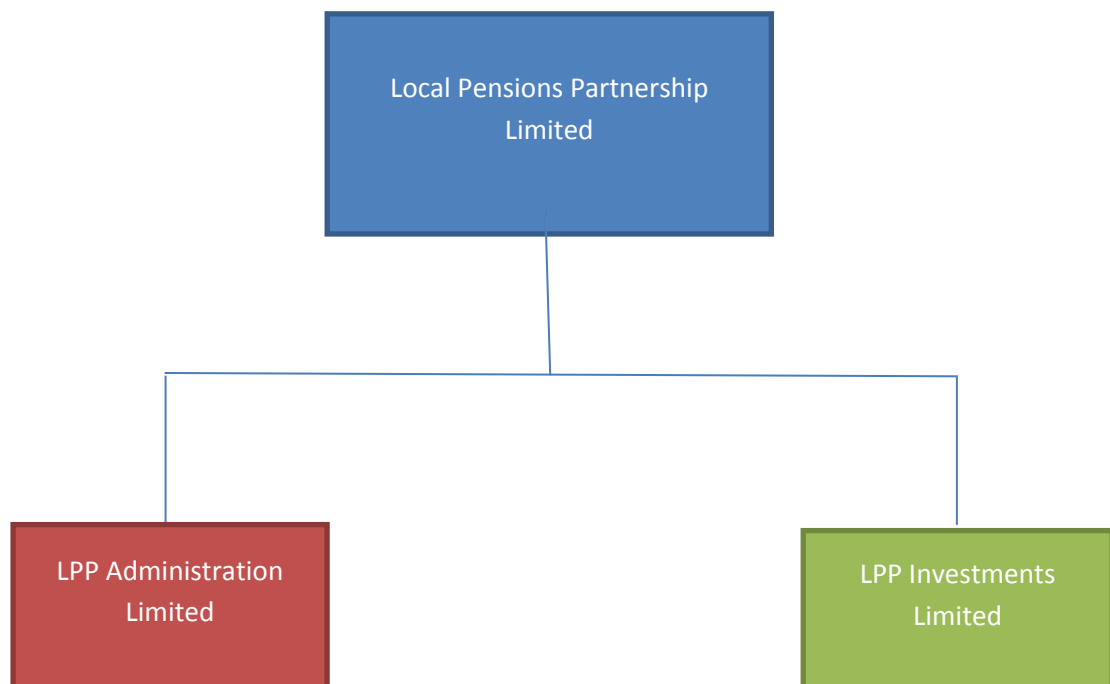 Local Pensions Partnership
Limited
LPP Administration
Limited
LPP Investments
Limited